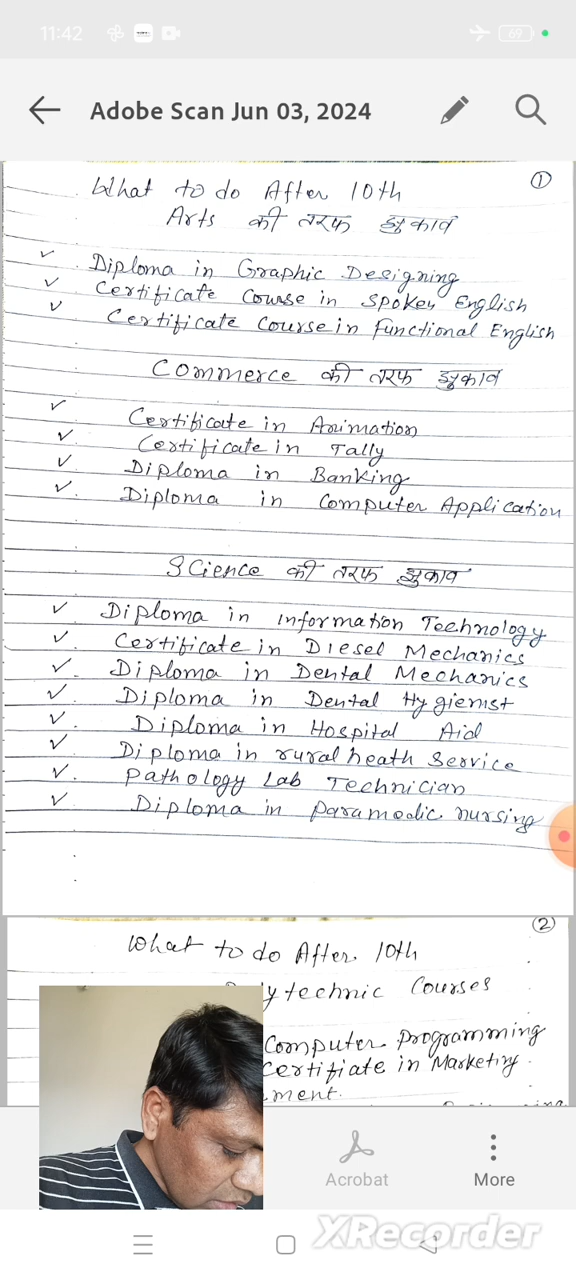 11:42
69
Adobe Scan Jun 03, 2024
①
What to do After 10th
Arts की तरफ झुकाव
✓ Diploma in Graphic Designing
✓ Certificate Course in Spokey English
✓ Certificate Course in Functional English
Commerce की तरफ झुकाव
✓ Certificate in Animation
✓ Certificate in Tally
✓ Diploma in Banking
✓ Diploma in Computer Application
Science की तरफ झुकाव
✓ Diploma in Information Technology
✓ Certificate in Diesel Mechanics
✓ Diploma in Dental Mechanics
✓ Diploma in Dental Hygienist
✓ Diploma in Hospital Aid
✓ Diploma in rural heath Service
✓ Pathology Lab Technician
✓ Diploma in paramedic nursing
②
What to do After 10th
lytechnic Courses
Computer Programming
Certifiate in Marketing
ment.
Acrobat
More
XRecorder